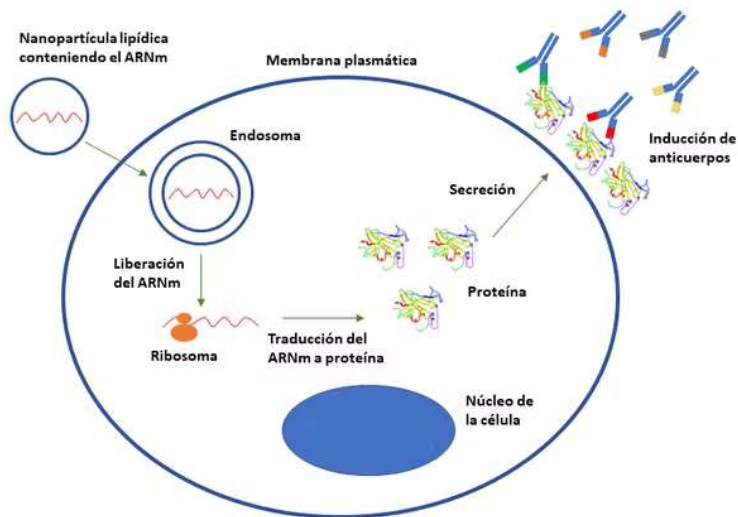 Nanopartícula lipídica
conteniendo el ARNm
Membrana plasmática
Endosoma
Inducción de
anticuerpos
Secreción
Liberación
del ARNm
Proteína
Ribosoma
Traducción del
ARNm a proteína
Núcleo de
la célula